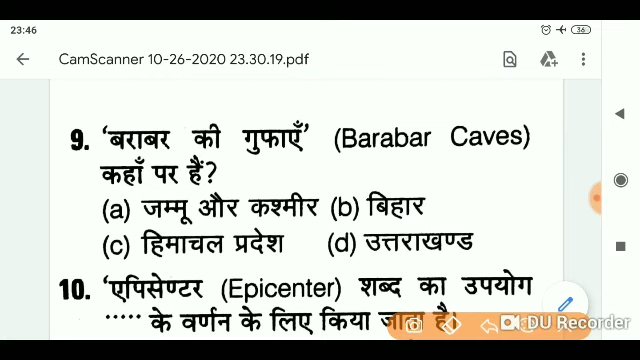 23:46
36
CamScanner 10-26-2020 23.30.19.pdf
9. 'बराबर की गुफाएँ' (Barabar Caves)
कहाँ पर हैं?
(a) जम्मू और कश्मीर (b) बिहार
(c) हिमाचल प्रदेश (d) उत्तराखण्ड
10. 'एपिसेण्टर (Epicenter) शब्द का उपयोग
..... के वर्णन के लिए किया जाता है।
DU Recorder